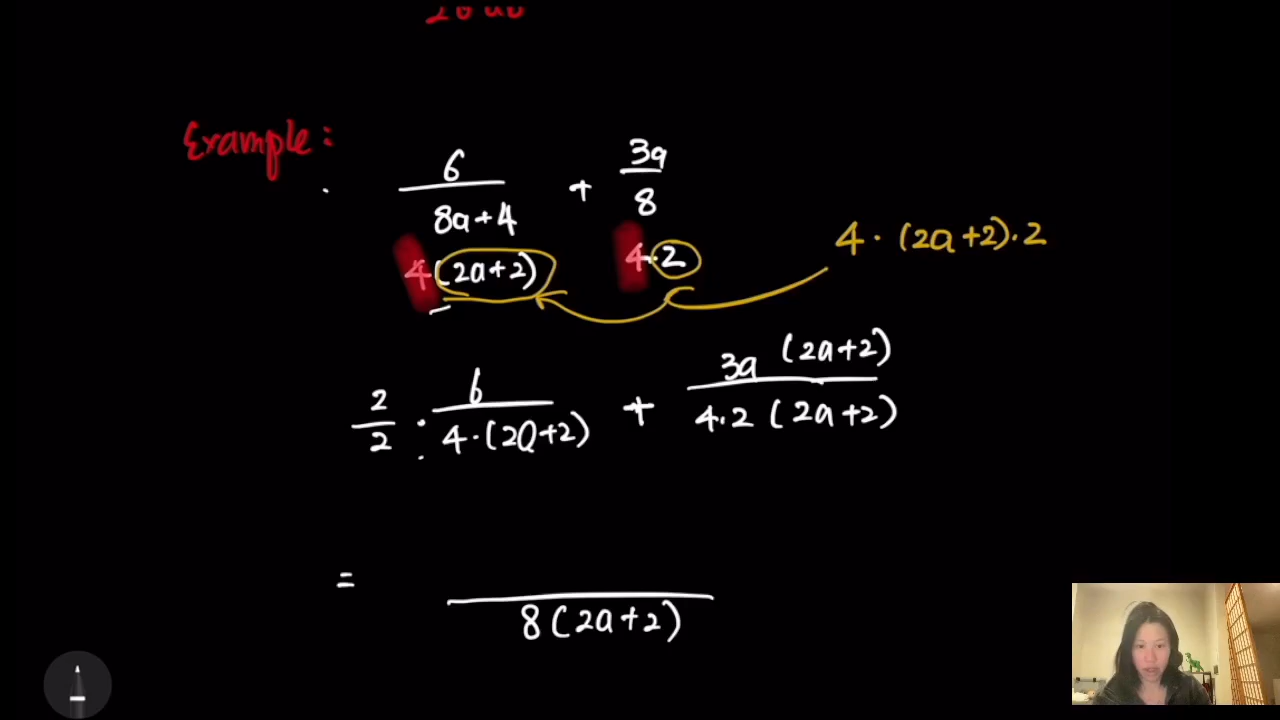 Example:
6/(8a+4) + 3a/8
4(2a+2) 4·2
4·(2a+2)·2
2/2 · 6/(4·(2a+2)) + 3a(2a+2)/(4·2(2a+2))
= /8(2a+2)